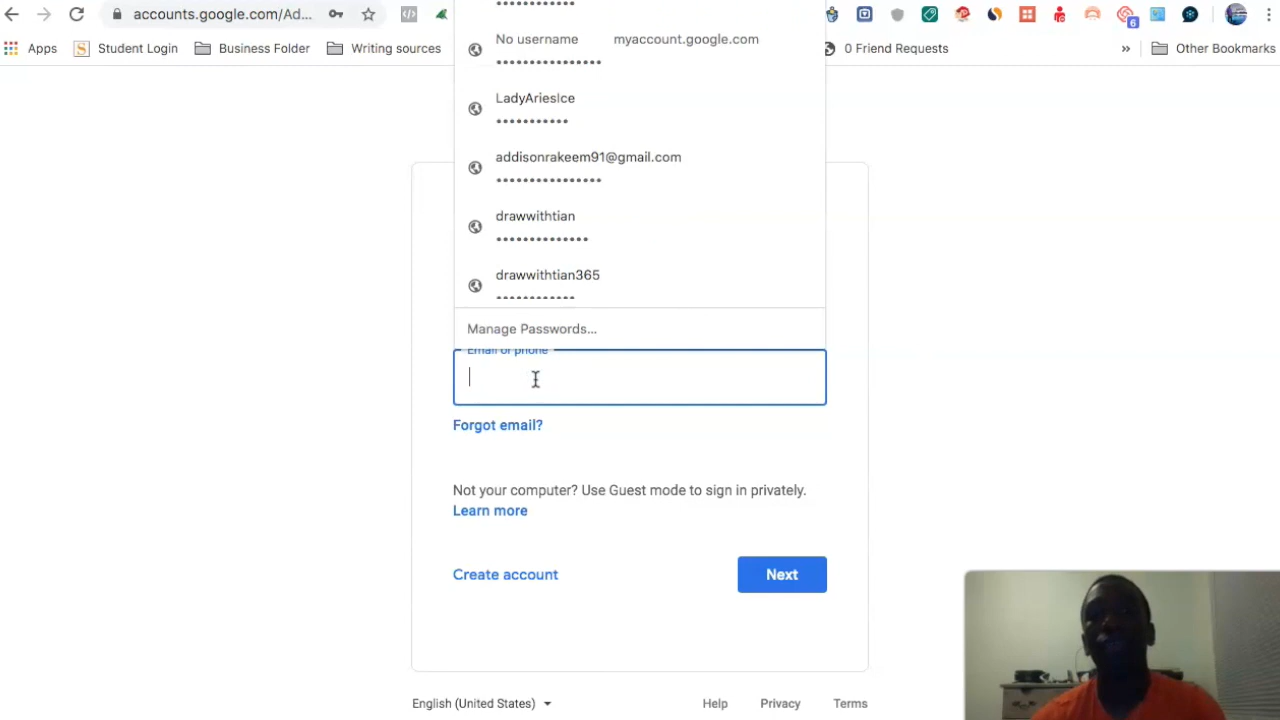 accounts.google.com/Ad...
6
Apps
Student Login
Business Folder
Writing sources
0 Friend Requests
»
Other Bookmarks
No username myaccount.google.com
••••••••••••••••
LadyArieslce
•••••••••••
addisonrakeem91@gmail.com
••••••••••••••••
drawwithtian
••••••••••••••
drawwithtian365
••••••••••••
Manage Passwords...
Email or phone
Forgot email?
Not your computer? Use Guest mode to sign in privately.
Learn more
Create account
Next
English (United States)
Help
Privacy
Terms